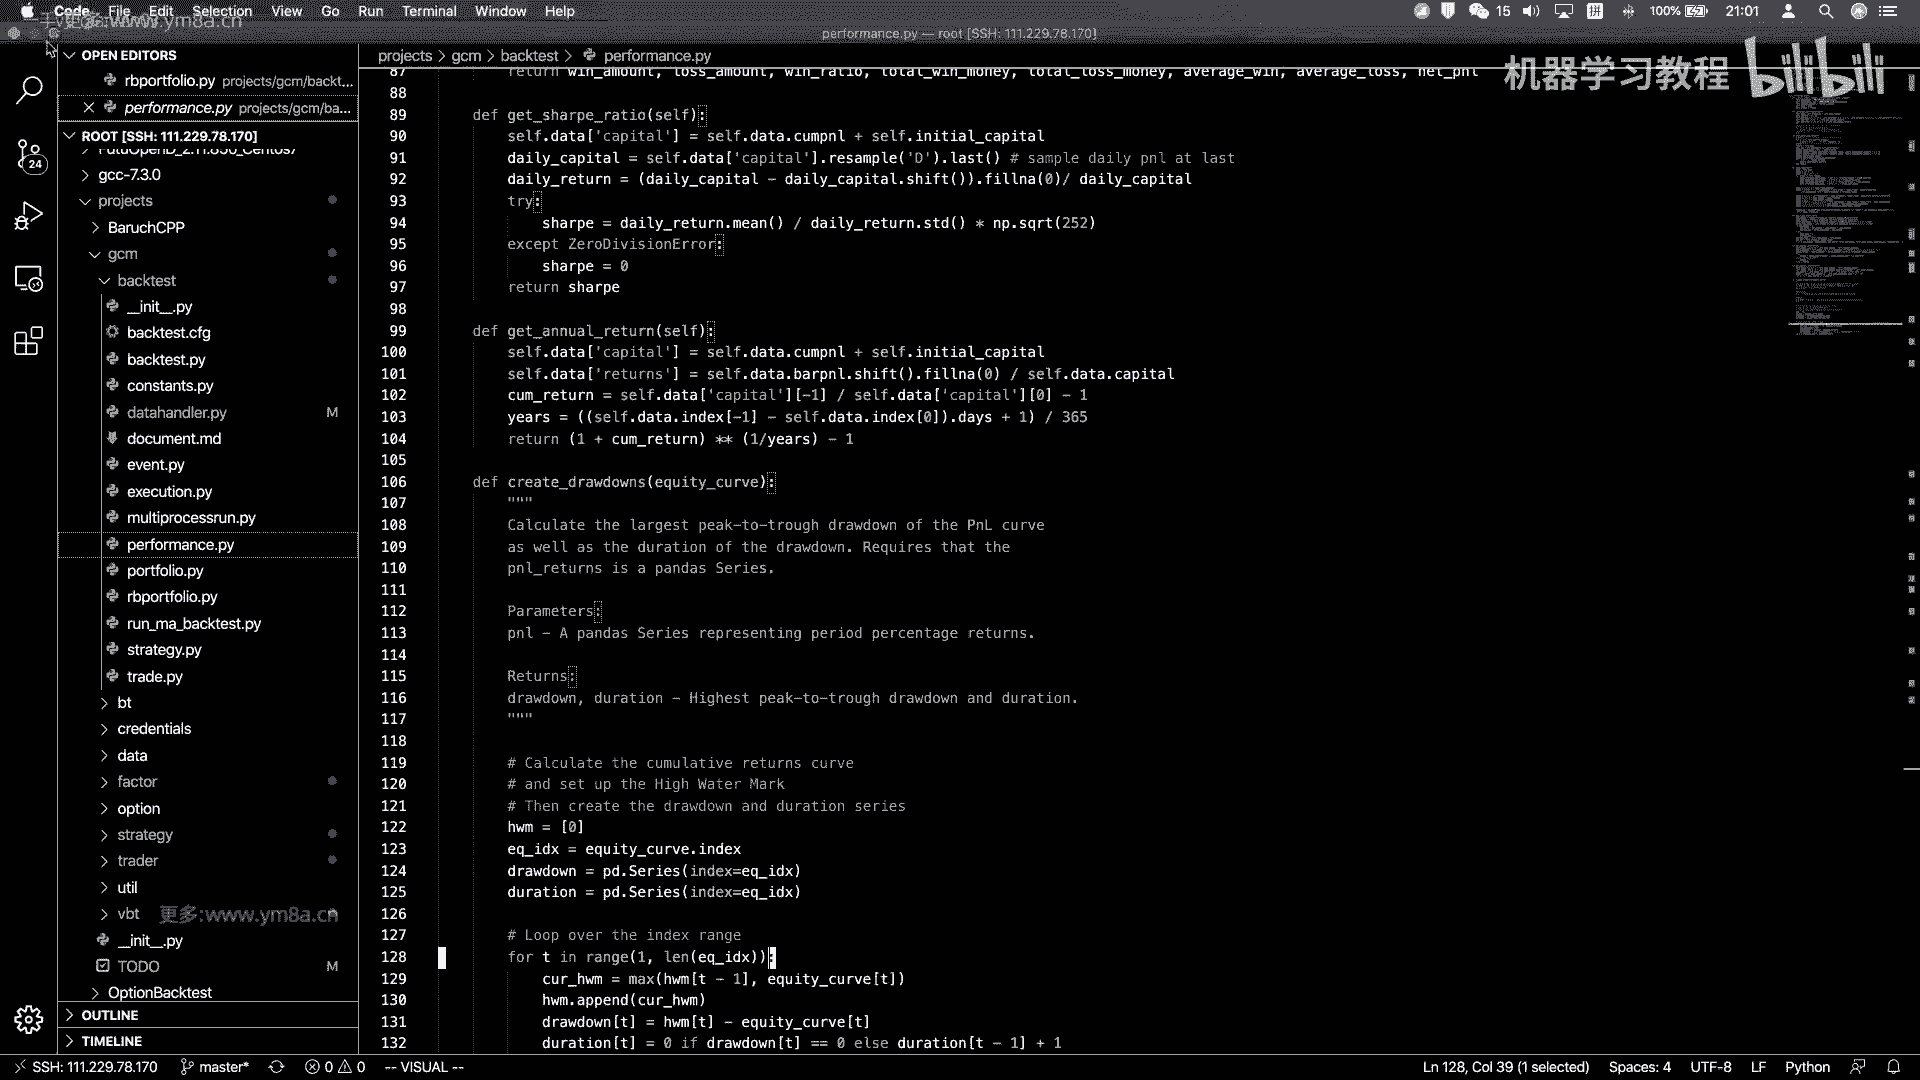 Code File Edit Selection View Go Run Terminal Window Help 15 100% 21:01
更多:www.ym8a.cn
performance.py — root [SSH: 111.229.78.170]
机器学习教程 bilibili
OPEN EDITORS
rbportfolio.py projects/gcm/backt...
performance.py projects/gcm/ba...
ROOT [SSH: 111.229.78.170]
FutuOpenD_2.11.850_Centos7
gcc-7.3.0
projects
BaruchCPP
gcm
backtest
__init__.py
backtest.cfg
backtest.py
constants.py
datahandler.py M
document.md
event.py
execution.py
multiprocessrun.py
performance.py
portfolio.py
rbportfolio.py
run_ma_backtest.py
strategy.py
trade.py
bt
credentials
data
factor
option
strategy
trader
util
vbt
更多:www.ym8a.cn
__init__.py
TODO M
OptionBacktest
OUTLINE
TIMELINE
24
projects > gcm > backtest > performance.py
87 return win_amount, loss_amount, win_ratio, total_win_money, total_loss_money, average_win, average_loss, net_pnl
88
89 def get_sharpe_ratio(self):
90 self.data['capital'] = self.data.cumpnl + self.initial_capital
91 daily_capital = self.data['capital'].resample('D').last() # sample daily pnl at last
92 daily_return = (daily_capital - daily_capital.shift()).fillna(0)/ daily_capital
93 try:
94 sharpe = daily_return.mean() / daily_return.std() * np.sqrt(252)
95 except ZeroDivisionError:
96 sharpe = 0
97 return sharpe
98
99 def get_annual_return(self):
100 self.data['capital'] = self.data.cumpnl + self.initial_capital
101 self.data['returns'] = self.data.barpnl.shift().fillna(0) / self.data.capital
102 cum_return = self.data['capital'][-1] / self.data['capital'][0] - 1
103 years = ((self.data.index[-1] - self.data.index[0]).days + 1) / 365
104 return (1 + cum_return) ** (1/years) - 1
105
106 def create_drawdowns(equity_curve):
107 """
108 Calculate the largest peak-to-trough drawdown of the PnL curve
109 as well as the duration of the drawdown. Requires that the
110 pnl_returns is a pandas Series.
111
112 Parameters:
113 pnl - A pandas Series representing period percentage returns.
114
115 Returns:
116 drawdown, duration - Highest peak-to-trough drawdown and duration.
117 """
118
119 # Calculate the cumulative returns curve
120 # and set up the High Water Mark
121 # Then create the drawdown and duration series
122 hwm = [0]
123 eq_idx = equity_curve.index
124 drawdown = pd.Series(index=eq_idx)
125 duration = pd.Series(index=eq_idx)
126
127 # Loop over the index range
128 for t in range(1, len(eq_idx)):
129 cur_hwm = max(hwm[t - 1], equity_curve[t])
130 hwm.append(cur_hwm)
131 drawdown[t] = hwm[t] - equity_curve[t]
132 duration[t] = 0 if drawdown[t] == 0 else duration[t - 1] + 1
SSH: 111.229.78.170 master* 0 0 -- VISUAL -- Ln 128, Col 39 (1 selected) Spaces: 4 UTF-8 LF Python